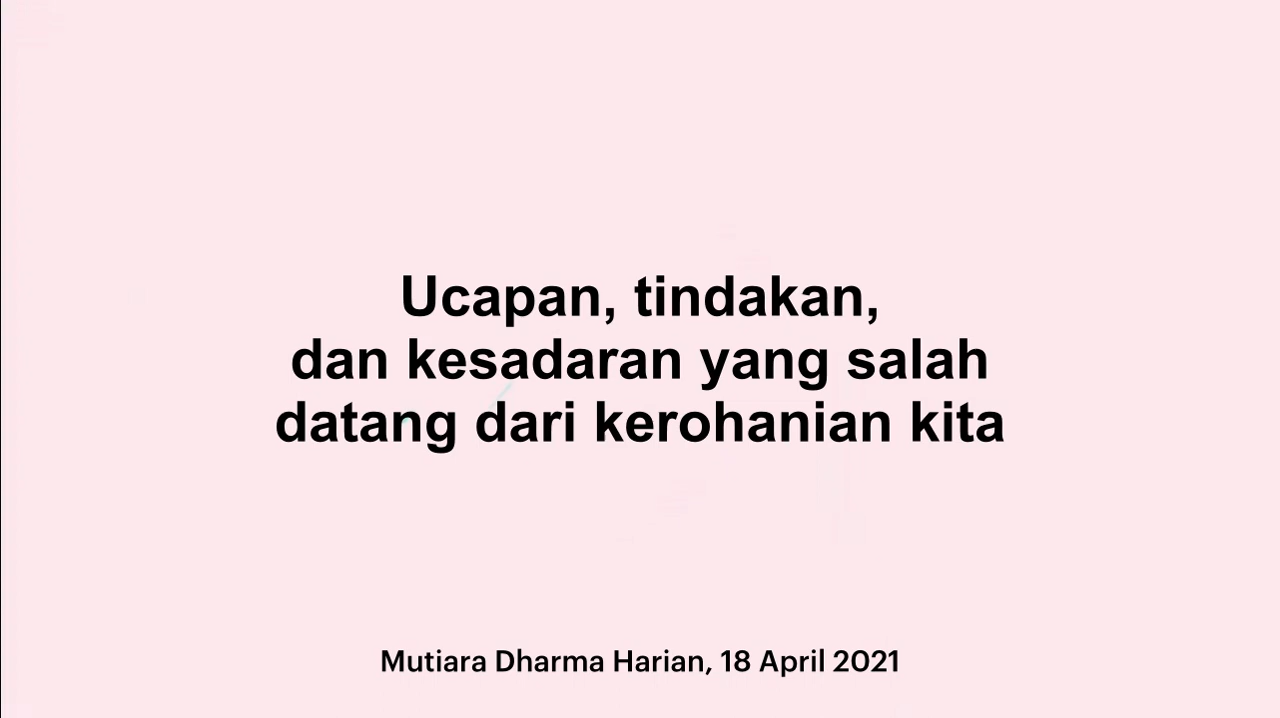 Ucapan, tindakan,
dan kesadaran yang salah
datang dari kerohanian kita
Mutiara Dharma Harian, 18 April 2021